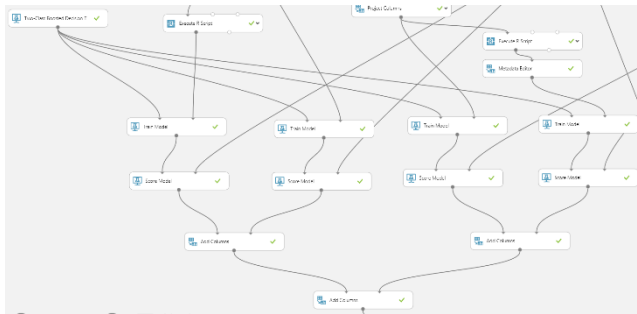 Project Columns
Two-Class Boosted Decision T
Execute R Script
Execute R Script
Metadata Editor
Train Model
Train Model
Train Model
Train Model
Score Model
Score Model
Score Model
Score Model
Add Columns
Add Columns
Add Columns